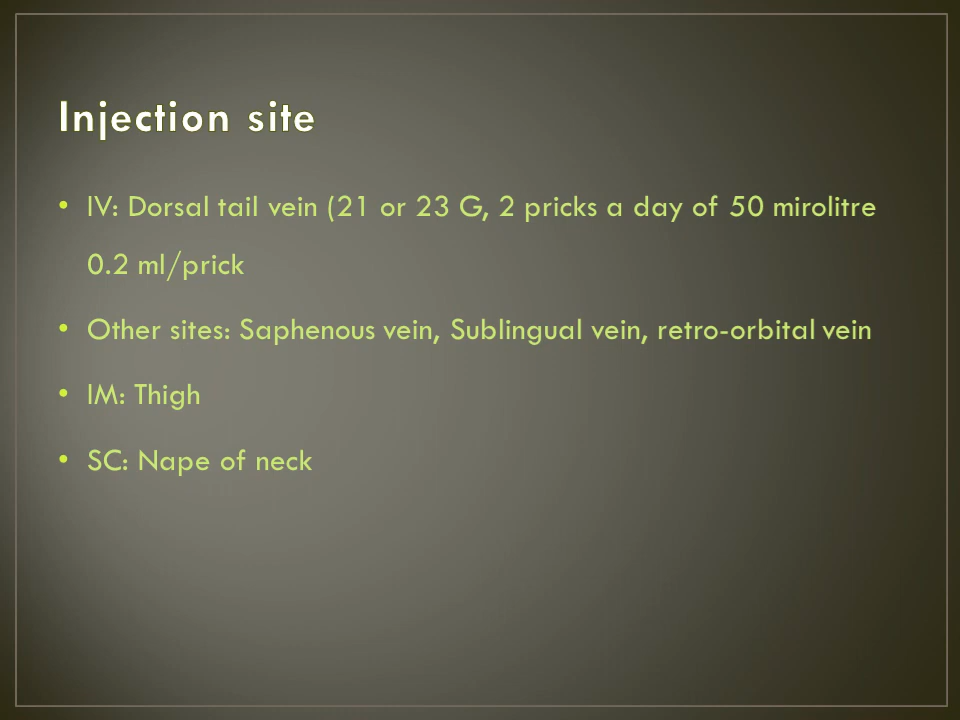 Injection site
• IV: Dorsal tail vein (21 or 23 G, 2 pricks a day of 50 mirolitre
0.2 ml/prick
• Other sites: Saphenous vein, Sublingual vein, retro-orbital vein
• IM: Thigh
• SC: Nape of neck